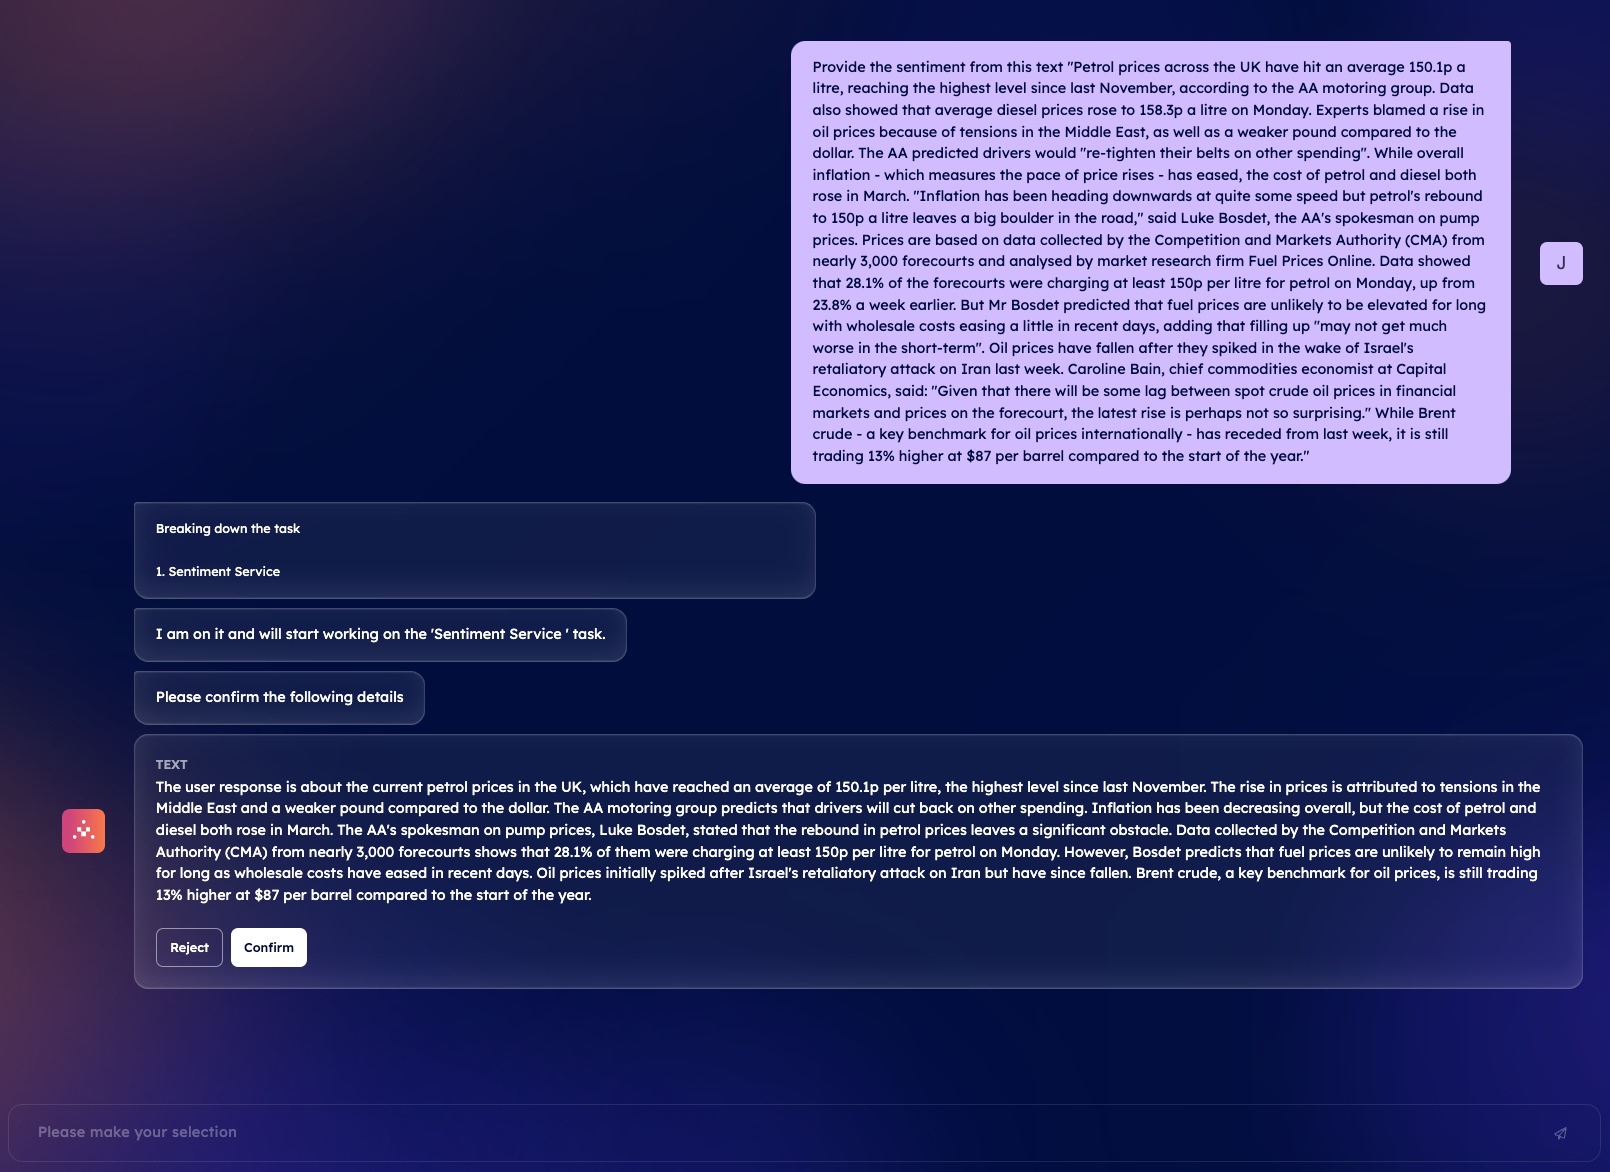 Provide the sentiment from this text "Petrol prices across the UK have hit an average 150.1p a
litre, reaching the highest level since last November, according to the AA motoring group. Data
also showed that average diesel prices rose to 158.3p a litre on Monday. Experts blamed a rise in
oil prices because of tensions in the Middle East, as well as a weaker pound compared to the
dollar. The AA predicted drivers would "re-tighten their belts on other spending". While overall
inflation - which measures the pace of price rises - has eased, the cost of petrol and diesel both
rose in March. "Inflation has been heading downwards at quite some speed but petrol's rebound
to 150p a litre leaves a big boulder in the road," said Luke Bosdet, the AA's spokesman on pump
prices. Prices are based on data collected by the Competition and Markets Authority (CMA) from
nearly 3,000 forecourts and analysed by market research firm Fuel Prices Online. Data showed
that 28.1% of the forecourts were charging at least 150p per litre for petrol on Monday, up from
23.8% a week earlier. But Mr Bosdet predicted that fuel prices are unlikely to be elevated for long
with wholesale costs easing a little in recent days, adding that filling up "may not get much
worse in the short-term". Oil prices have fallen after they spiked in the wake of Israel's
retaliatory attack on Iran last week. Caroline Bain, chief commodities economist at Capital
Economics, said: "Given that there will be some lag between spot crude oil prices in financial
markets and prices on the forecourt, the latest rise is perhaps not so surprising." While Brent
crude - a key benchmark for oil prices internationally - has receded from last week, it is still
trading 13% higher at $87 per barrel compared to the start of the year."
J
Breaking down the task
1. Sentiment Service
I am on it and will start working on the 'Sentiment Service ' task.
Please confirm the following details
TEXT
The user response is about the current petrol prices in the UK, which have reached an average of 150.1p per litre, the highest level since last November. The rise in prices is attributed to tensions in the
Middle East and a weaker pound compared to the dollar. The AA motoring group predicts that drivers will cut back on other spending. Inflation has been decreasing overall, but the cost of petrol and
diesel both rose in March. The AA's spokesman on pump prices, Luke Bosdet, stated that the rebound in petrol prices leaves a significant obstacle. Data collected by the Competition and Markets
Authority (CMA) from nearly 3,000 forecourts shows that 28.1% of them were charging at least 150p per litre for petrol on Monday. However, Bosdet predicts that fuel prices are unlikely to remain high
for long as wholesale costs have eased in recent days. Oil prices initially spiked after Israel's retaliatory attack on Iran but have since fallen. Brent crude, a key benchmark for oil prices, is still trading
13% higher at $87 per barrel compared to the start of the year.
Reject
Confirm
Please make your selection